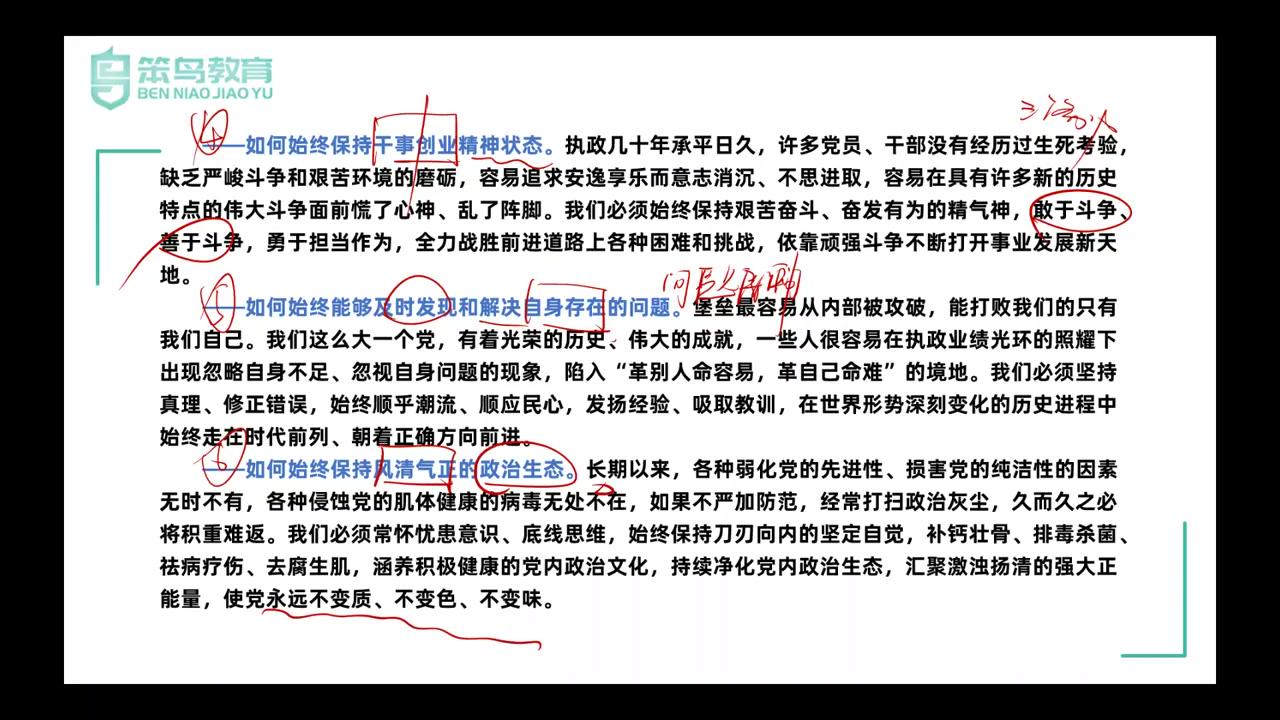 笨鸟教育
BEN NIAO JIAO YU
④
——如何始终保持干事创业精神状态。执政几十年承平日久，许多党员、干部没有经历过生死考验，
缺乏严峻斗争和艰苦环境的磨砺，容易追求安逸享乐而意志消沉、不思进取，容易在具有许多新的历史
特点的伟大斗争面前慌了心神、乱了阵脚。我们必须始终保持艰苦奋斗、奋发有为的精气神，敢于斗争、
善于斗争，勇于担当作为，全力战胜前进道路上各种困难和挑战，依靠顽强斗争不断打开事业发展新天
地。
⑤
——如何始终能够及时发现和解决自身存在的问题。堡垒最容易从内部被攻破，能打败我们的只有
我们自己。我们这么大一个党，有着光荣的历史、伟大的成就，一些人很容易在执政业绩光环的照耀下
出现忽略自身不足、忽视自身问题的现象，陷入“革别人命容易，革自己命难”的境地。我们必须坚持
真理、修正错误，始终顺乎潮流、顺应民心，发扬经验、吸取教训，在世界形势深刻变化的历史进程中
始终走在时代前列、朝着正确方向前进。
⑥
——如何始终保持风清气正的政治生态。长期以来，各种弱化党的先进性、损害党的纯洁性的因素
无时不有，各种侵蚀党的肌体健康的病毒无处不在，如果不严加防范，经常打扫政治灰尘，久而久之必
将积重难返。我们必须常怀忧患意识、底线思维，始终保持刀刃向内的坚定自觉，补钙壮骨、排毒杀菌、
祛病疗伤、去腐生肌，涵养积极健康的党内政治文化，持续净化党内政治生态，汇聚激浊扬清的强大正
能量，使党永远不变质、不变色、不变味。